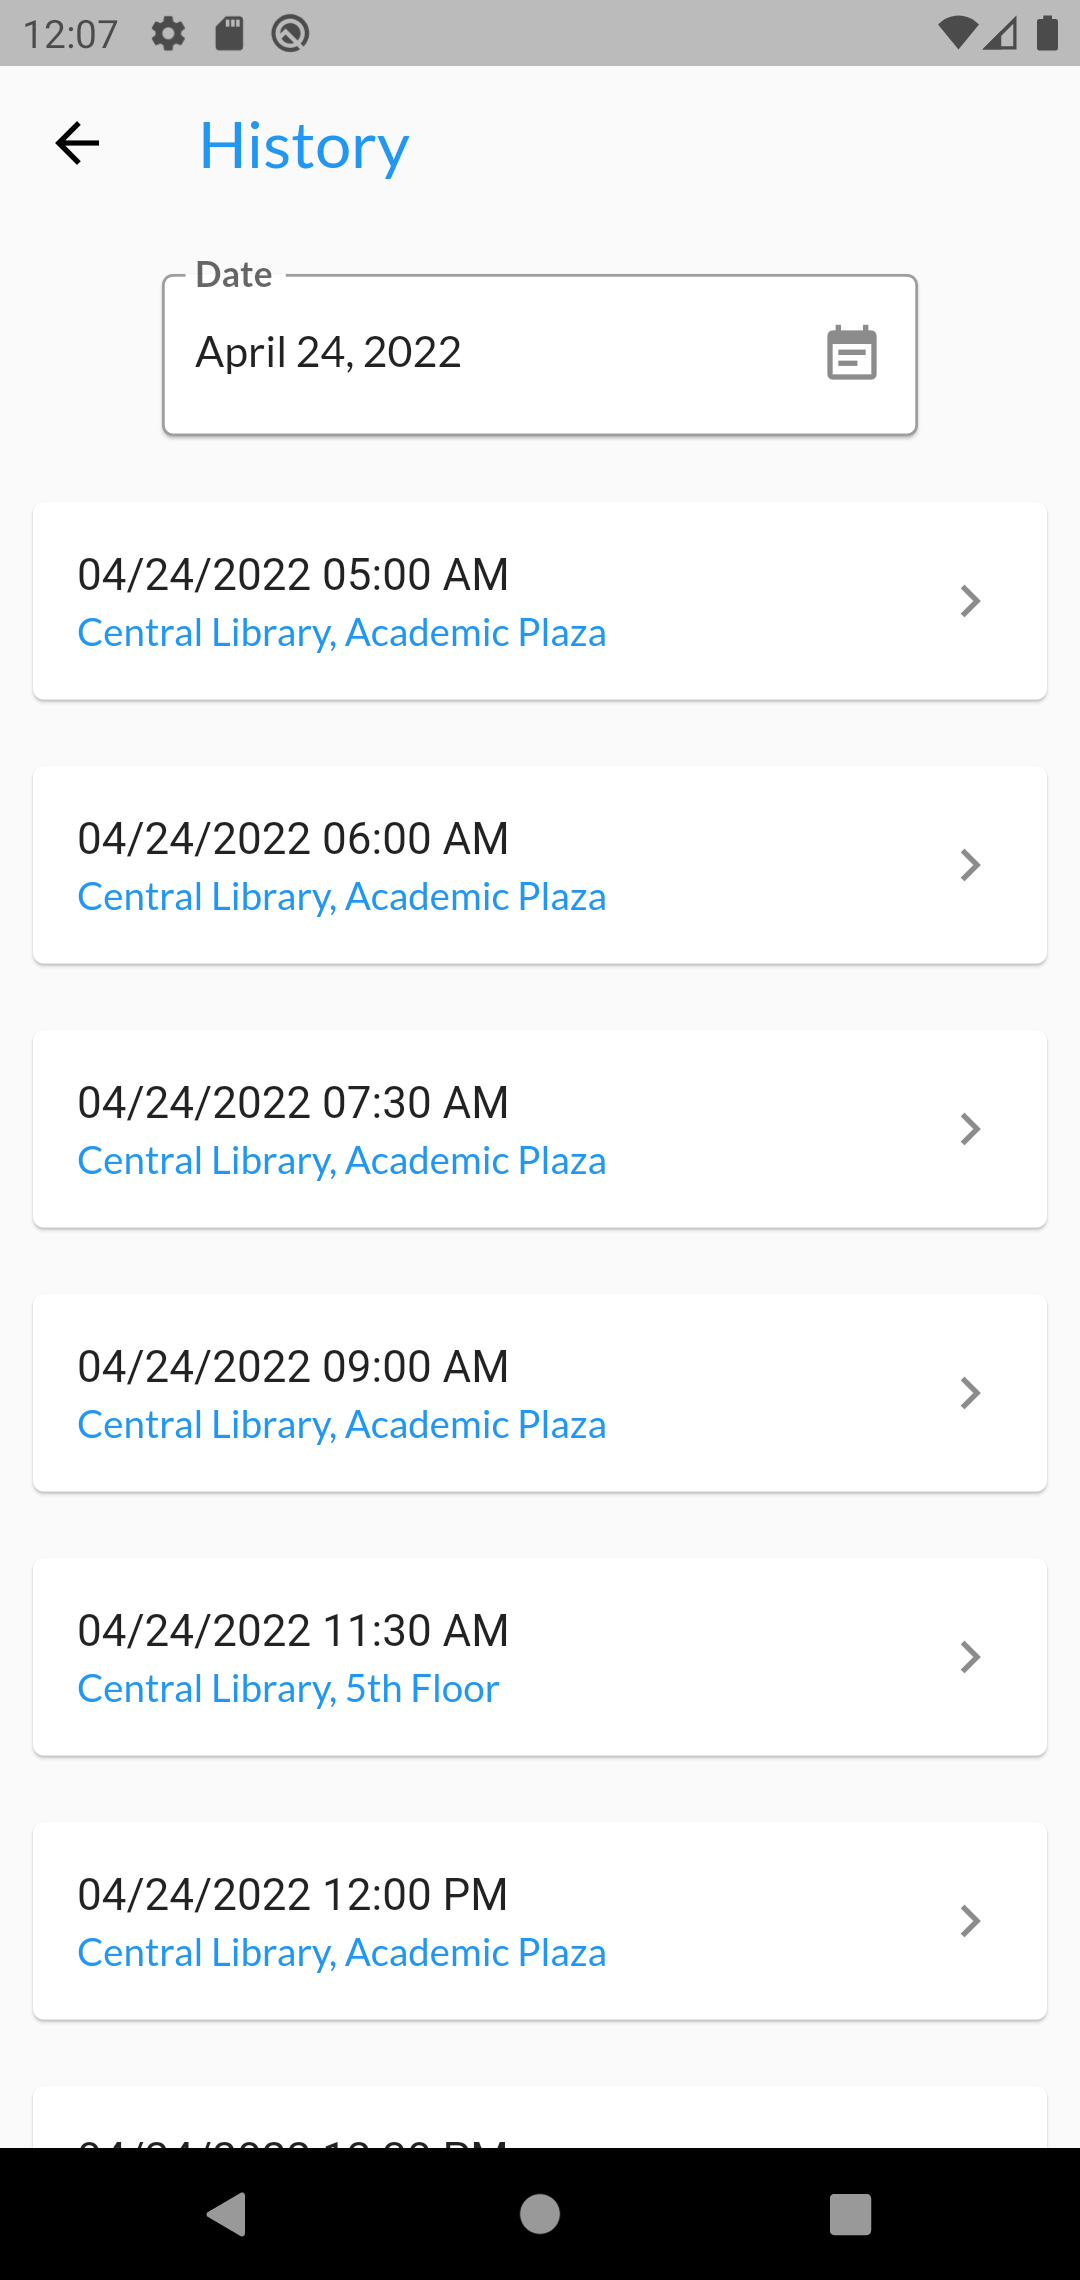 12:07
History
Date
April 24, 2022
04/24/2022 05:00 AM
Central Library, Academic Plaza
04/24/2022 06:00 AM
Central Library, Academic Plaza
04/24/2022 07:30 AM
Central Library, Academic Plaza
04/24/2022 09:00 AM
Central Library, Academic Plaza
04/24/2022 11:30 AM
Central Library, 5th Floor
04/24/2022 12:00 PM
Central Library, Academic Plaza